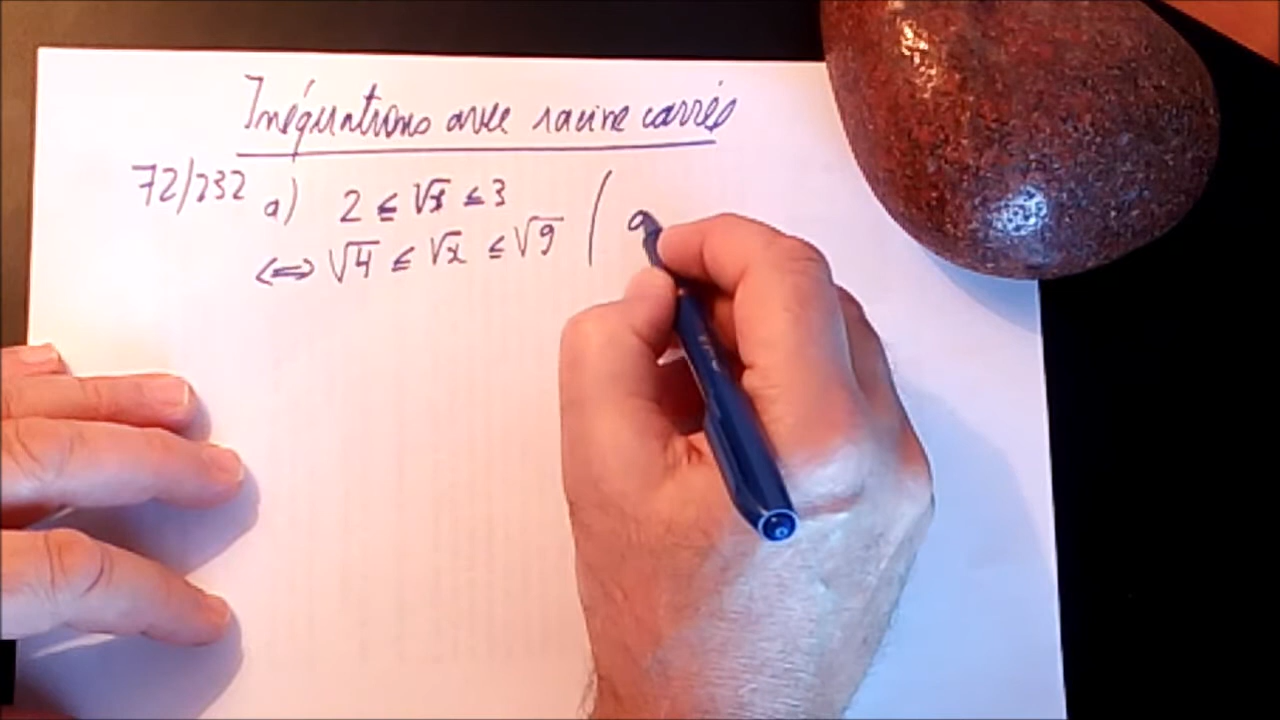 Inéquations avec racine carrée
72/232 a) 2 ≤ √x ≤ 3
⟺ √4 ≤ √x ≤ √9 ( a